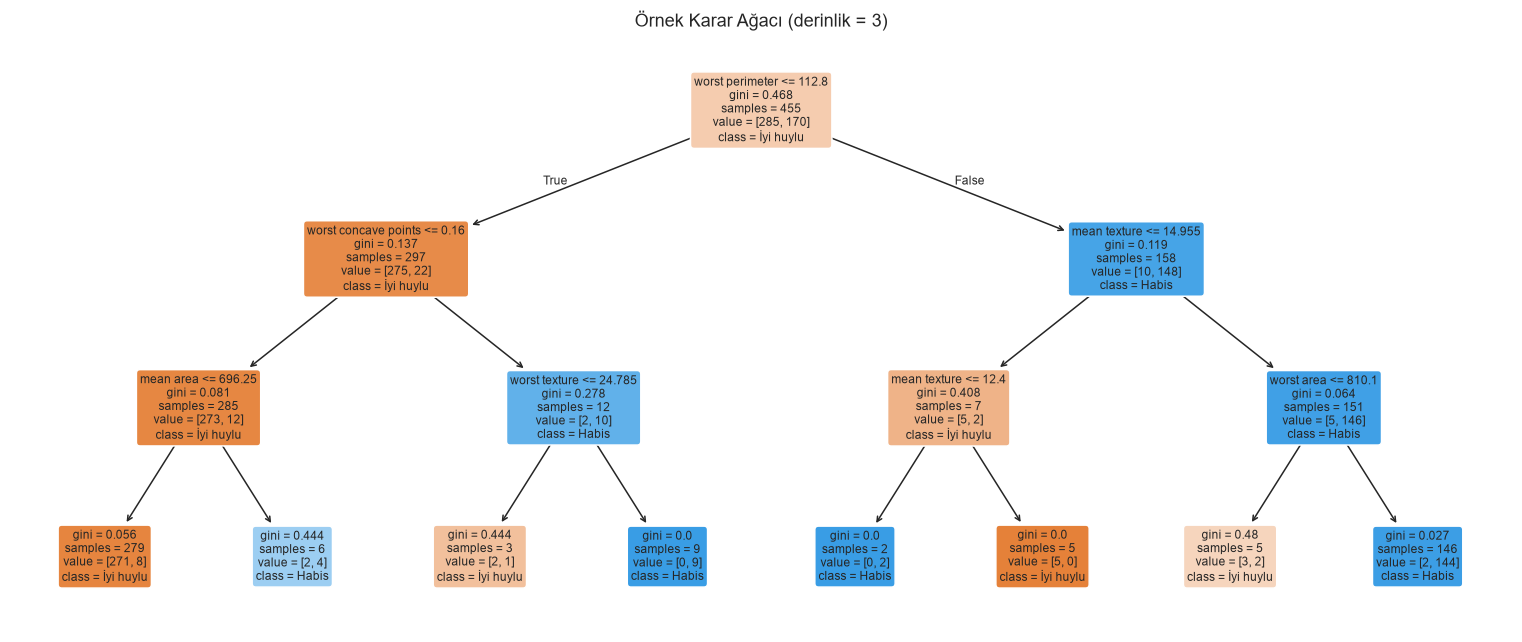 Örnek Karar Ağacı (derinlik = 3)
worst perimeter <= 112.8
gini = 0.468
samples = 455
value = [285, 170]
class = İyi huylu
True
False
worst concave points <= 0.16
gini = 0.137
samples = 297
value = [275, 22]
class = İyi huylu
mean texture <= 14.955
gini = 0.119
samples = 158
value = [10, 148]
class = Habis
mean area <= 696.25
gini = 0.081
samples = 285
value = [273, 12]
class = İyi huylu
worst texture <= 24.785
gini = 0.278
samples = 12
value = [2, 10]
class = Habis
mean texture <= 12.4
gini = 0.408
samples = 7
value = [5, 2]
class = İyi huylu
worst area <= 810.1
gini = 0.064
samples = 151
value = [5, 146]
class = Habis
gini = 0.056
samples = 279
value = [271, 8]
class = İyi huylu
gini = 0.444
samples = 6
value = [2, 4]
class = Habis
gini = 0.444
samples = 3
value = [2, 1]
class = İyi huylu
gini = 0.0
samples = 9
value = [0, 9]
class = Habis
gini = 0.0
samples = 2
value = [0, 2]
class = Habis
gini = 0.0
samples = 5
value = [5, 0]
class = İyi huylu
gini = 0.48
samples = 5
value = [3, 2]
class = İyi huylu
gini = 0.027
samples = 146
value = [2, 144]
class = Habis